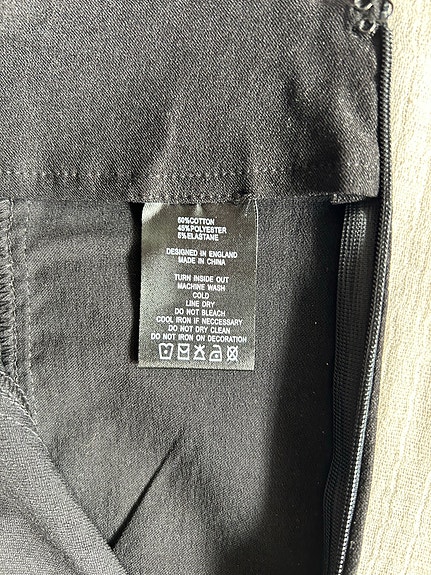 50%COTTON
45%POLYESTER
5%ELASTANE
DESIGNED IN ENGLAND
MADE IN CHINA
TURN INSIDE OUT
MACHINE WASH
COLD
LINE DRY
DO NOT BLEACH
COOL IRON IF NECCESSARY
DO NOT DRY CLEAN
DO NOT IRON ON DECORATION